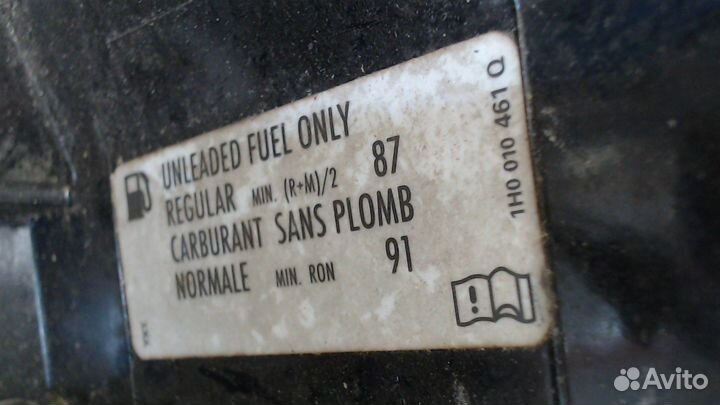 UNLEADED FUEL ONLY
REGULAR MIN. (R+M)/2 87
CARBURANT SANS PLOMB
NORMALE MIN. RON 91
1H0 010 461 Q
Avito